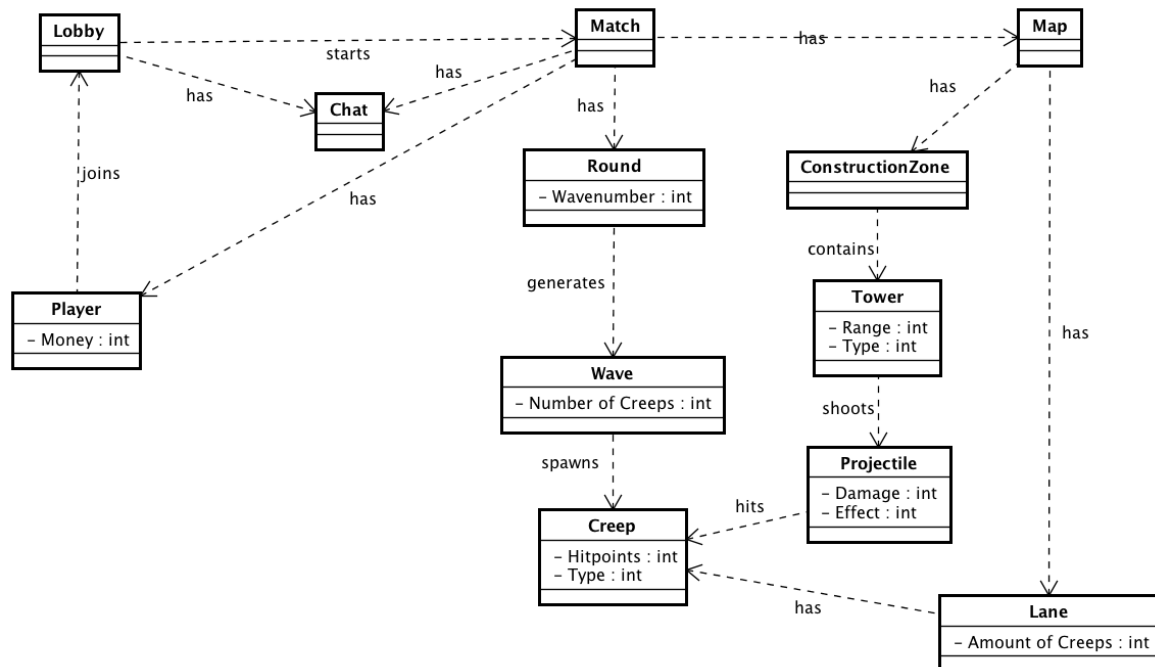 Lobby
Match
Map
starts
has
has
has
has
has
Chat
Round
- Wavenumber : int
ConstructionZone
joins
has
contains
generates
Player
- Money : int
Tower
- Range : int
- Type : int
has
Wave
- Number of Creeps : int
shoots
spawns
Projectile
- Damage : int
- Effect : int
hits
Creep
- Hitpoints : int
- Type : int
has
Lane
- Amount of Creeps : int